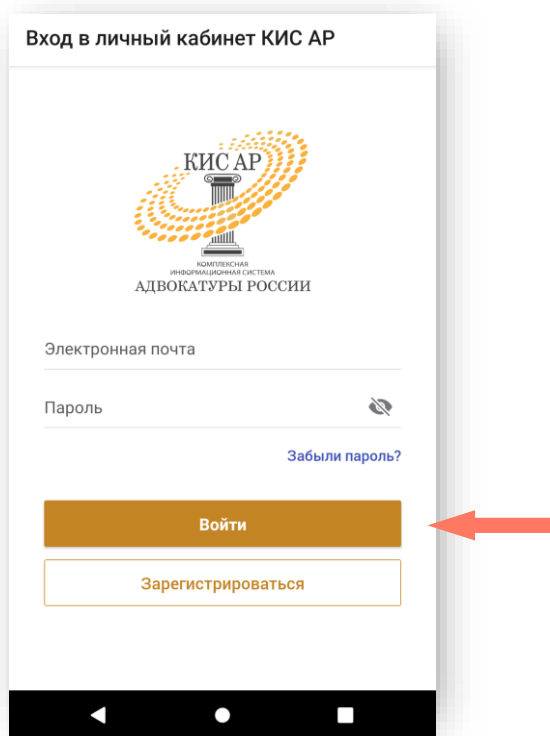 Вход в личный кабинет КИС АР
КИС АР
КОМПЛЕКСНАЯ
ИНФОРМАЦИОННАЯ СИСТЕМА
АДВОКАТУРЫ РОССИИ
Электронная почта
Пароль
Забыли пароль?
Войти
Зарегистрироваться